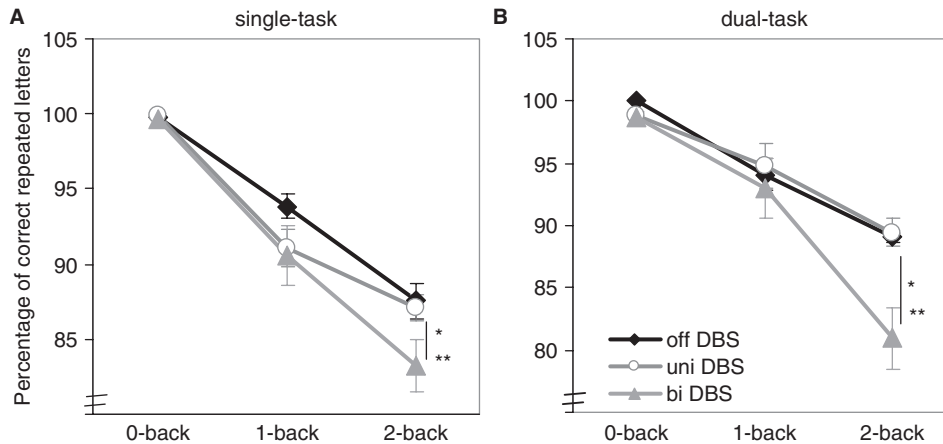 A
single-task
Percentage of correct repeated letters
105
100
95
90
85
*
**
0-back 1-back 2-back
B
dual-task
105
100
95
90
85
80
*
**
off DBS
uni DBS
bi DBS
0-back 1-back 2-back